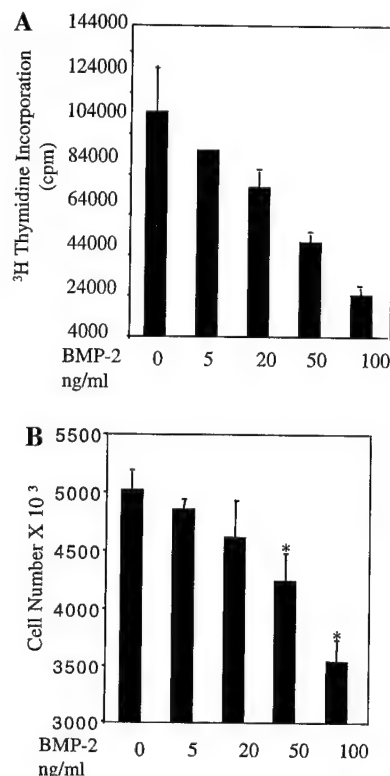 A
144000
124000
104000
84000
64000
44000
24000
4000
³H Thymidine Incorporation
(cpm)
BMP-2
ng/ml
0 5 20 50 100
B
5500
5000
4500
4000
3500
3000
Cell Number X 10³
* *
BMP-2
ng/ml
0 5 20 50 100